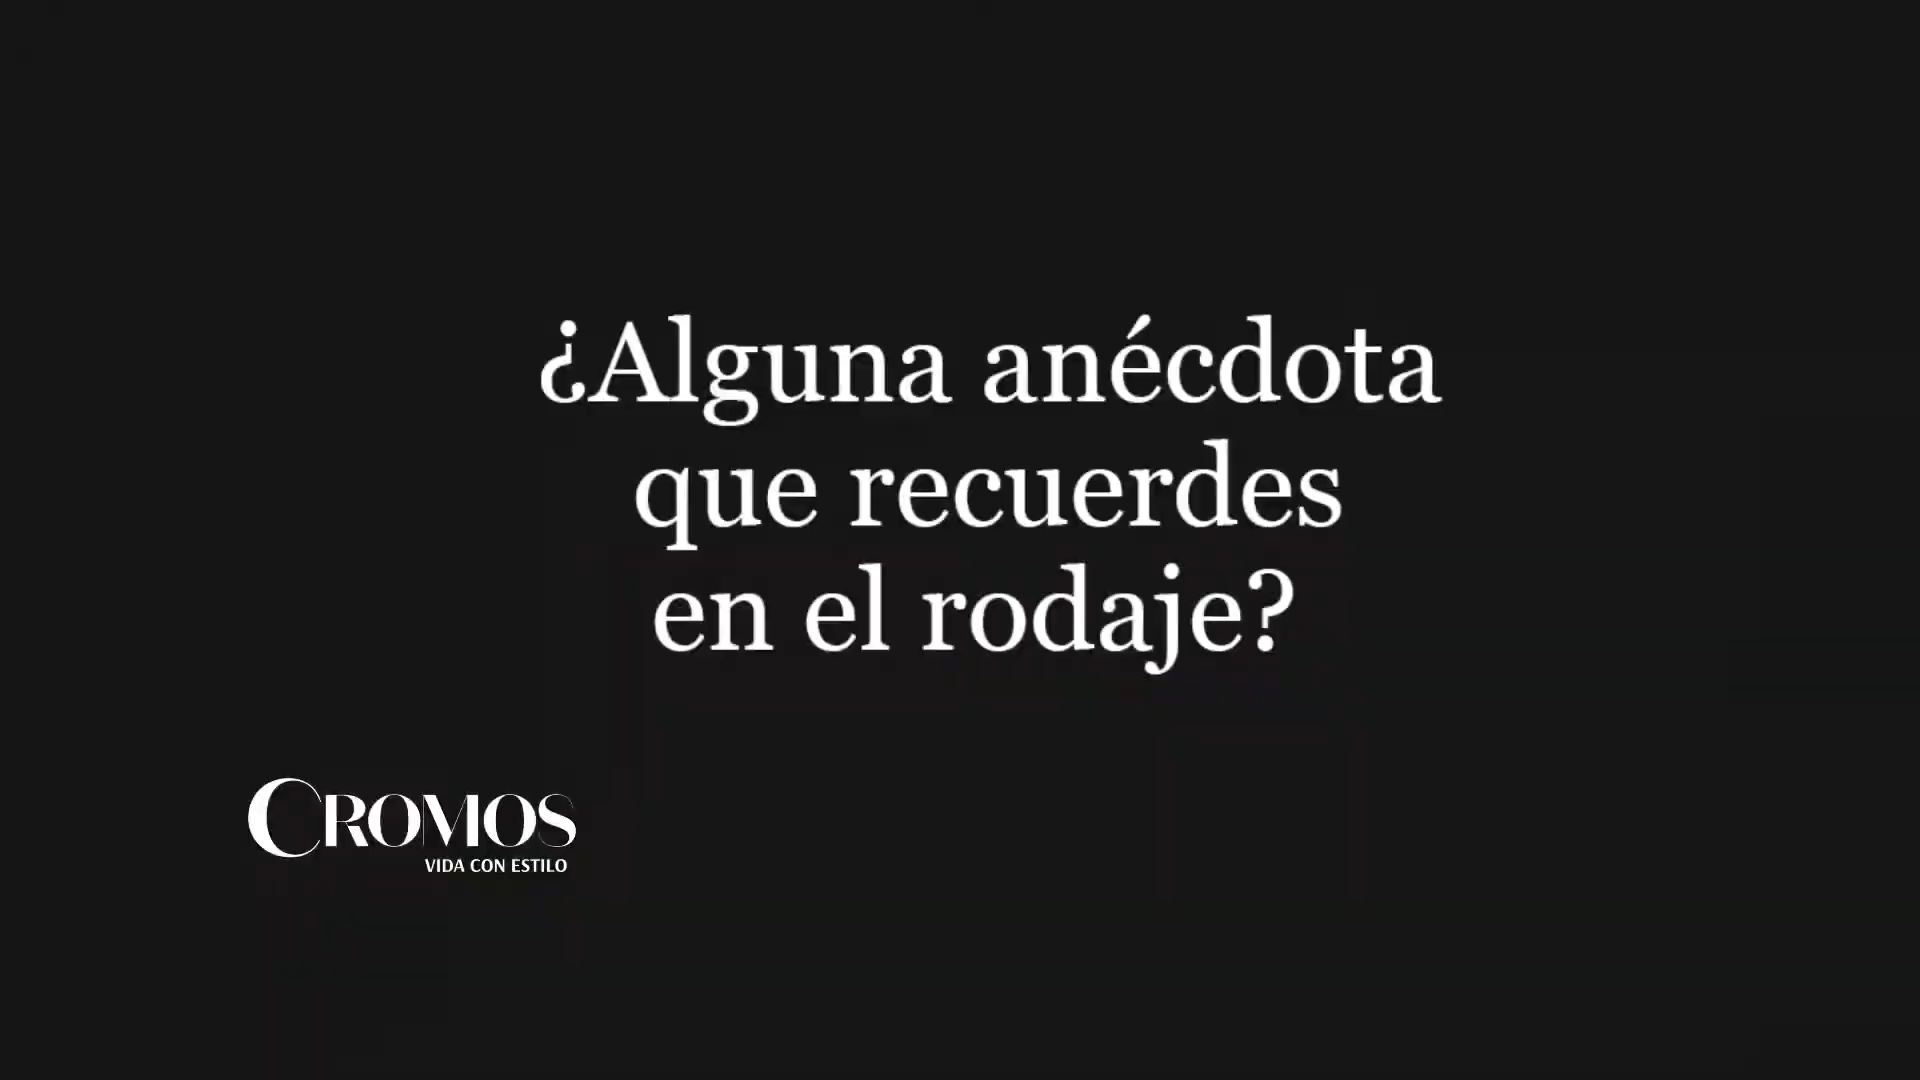 ¿Alguna anécdota
que recuerdes
en el rodaje?
CROMOS
VIDA CON ESTILO